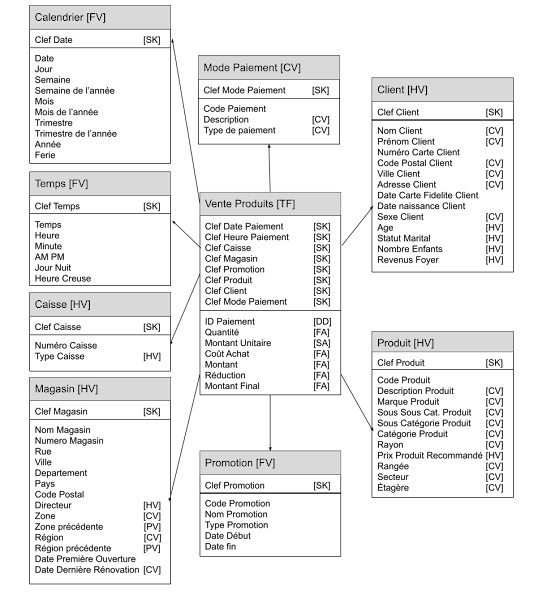 Calendrier [FV]
Clef Date [SK]
Date
Jour
Semaine
Semaine de l'année
Mois
Mois de l'année
Trimestre
Trimestre de l'année
Année
Ferie
Temps [FV]
Clef Temps [SK]
Temps
Heure
Minute
AM PM
Jour Nuit
Heure Creuse
Caisse [HV]
Clef Caisse [SK]
Numéro Caisse
Type Caisse [HV]
Magasin [HV]
Clef Magasin [SK]
Nom Magasin
Numero Magasin
Rue
Ville
Departement
Pays
Code Postal
Directeur [HV]
Zone [CV]
Zone précédente [PV]
Région [CV]
Région précédente [PV]
Date Première Ouverture
Date Dernière Rénovation [CV]
Mode Paiement [CV]
Clef Mode Paiement [SK]
Code Paiement
Description [CV]
Type de paiement [CV]
Vente Produits [TF]
Clef Date Paiement [SK]
Clef Heure Paiement [SK]
Clef Caisse [SK]
Clef Magasin [SK]
Clef Promotion [SK]
Clef Produit [SK]
Clef Client [SK]
Clef Mode Paiement [SK]
ID Paiement [DD]
Quantité [FA]
Montant Unitaire [SA]
Coût Achat [FA]
Montant [FA]
Réduction [FA]
Montant Final [FA]
Promotion [FV]
Clef Promotion [SK]
Code Promotion
Nom Promotion
Type Promotion
Date Début
Date fin
Client [HV]
Clef Client [SK]
Nom Client [CV]
Prénom Client [CV]
Numéro Carte Client
Code Postal Client [CV]
Ville Client [CV]
Adresse Client [CV]
Date Carte Fidelite Client
Date naissance Client
Sexe Client [CV]
Age [HV]
Statut Marital [HV]
Nombre Enfants [HV]
Revenus Foyer [HV]
Produit [HV]
Clef Produit [SK]
Code Produit
Description Produit [CV]
Marque Produit [CV]
Sous Sous Cat. Produit [CV]
Sous Catégorie Produit [CV]
Catégorie Produit [CV]
Rayon [CV]
Prix Produit Recommandé [HV]
Rangée [CV]
Secteur [CV]
Étagère [CV]